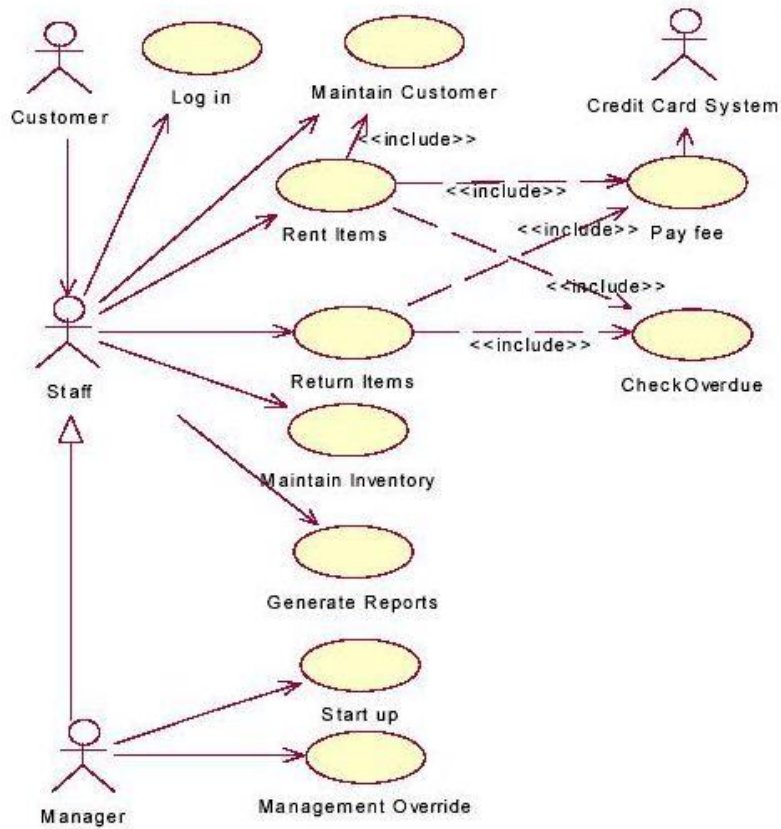 Customer
Log in
Maintain Customer
Credit Card System
<<include>>
Rent Items
<<include>>
Pay fee
<<include>>
<<include>>
Staff
Return Items
<<include>>
CheckOverdue
Maintain Inventory
Generate Reports
Start up
Manager
Management Override